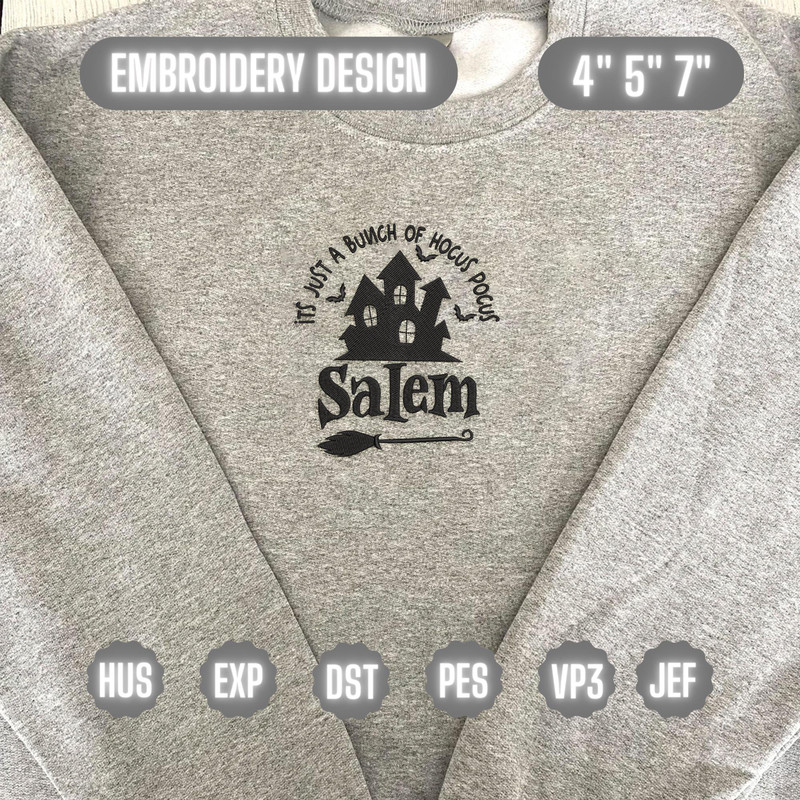 EMBROIDERY DESIGN
4" 5" 7"
ITS JUST A BUNCH OF HOCUS POCUS
Salem
HUS EXP DST PES VP3 JEF